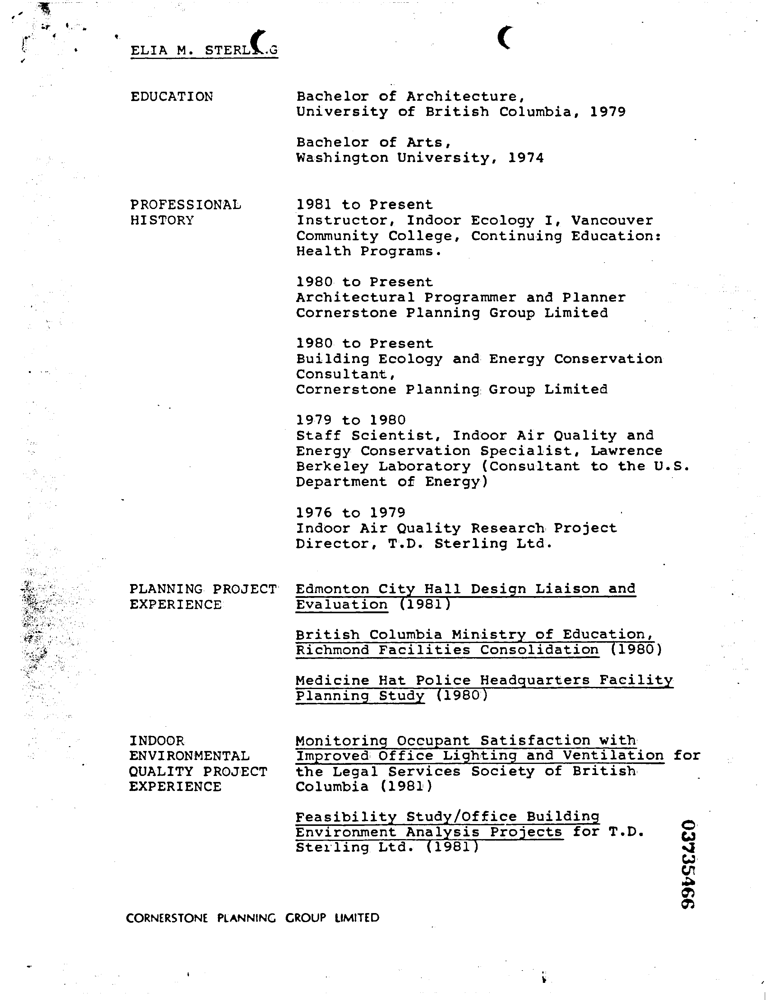 ELIA M. STERL
EDUCATION
Bachelor of Architecture,
University of British Columbia, 1979
Bachelor of Arts,
Washington University, 1974
PROFESSIONAL
HISTORY
1981 to Present
Instructor, Indoor Ecology I, Vancouver
Community College, Continuing Education:
Health Programs.
1980 to Present
Architectural Programmer and Planner
Cornerstone Planning Group Limited
1980 to Present
Building Ecology and Energy Conservation
Consultant,
Cornerstone Planning Group Limited
1979 to 1980
Staff Scientist, Indoor Air Quality and
Energy Conservation Specialist, Lawrence
Berkeley Laboratory (Consultant to the U.S.
Department of Energy)
1976 to 1979
Indoor Air Quality Research Project
Director, T.D. Sterling Ltd.
PLANNING PROJECT
EXPERIENCE
Edmonton City Hall Design Liaison and
Evaluation (1981)
British Columbia Ministry of Education,
Richmond Facilities Consolidation (1980)
Medicine Hat Police Headquarters Facility
Planning Study (1980)
INDOOR
ENVIRONMENTAL
QUALITY PROJECT
EXPERIENCE
Monitoring Occupant Satisfaction with
Improved Office Lighting and Ventilation for
the Legal Services Society of British
Columbia (1981)
Feasibility Study/Office Building
Environment Analysis Projects for T.D.
Sterling Ltd. (1981)
03735466
CORNERSTONE PLANNING GROUP LIMITED